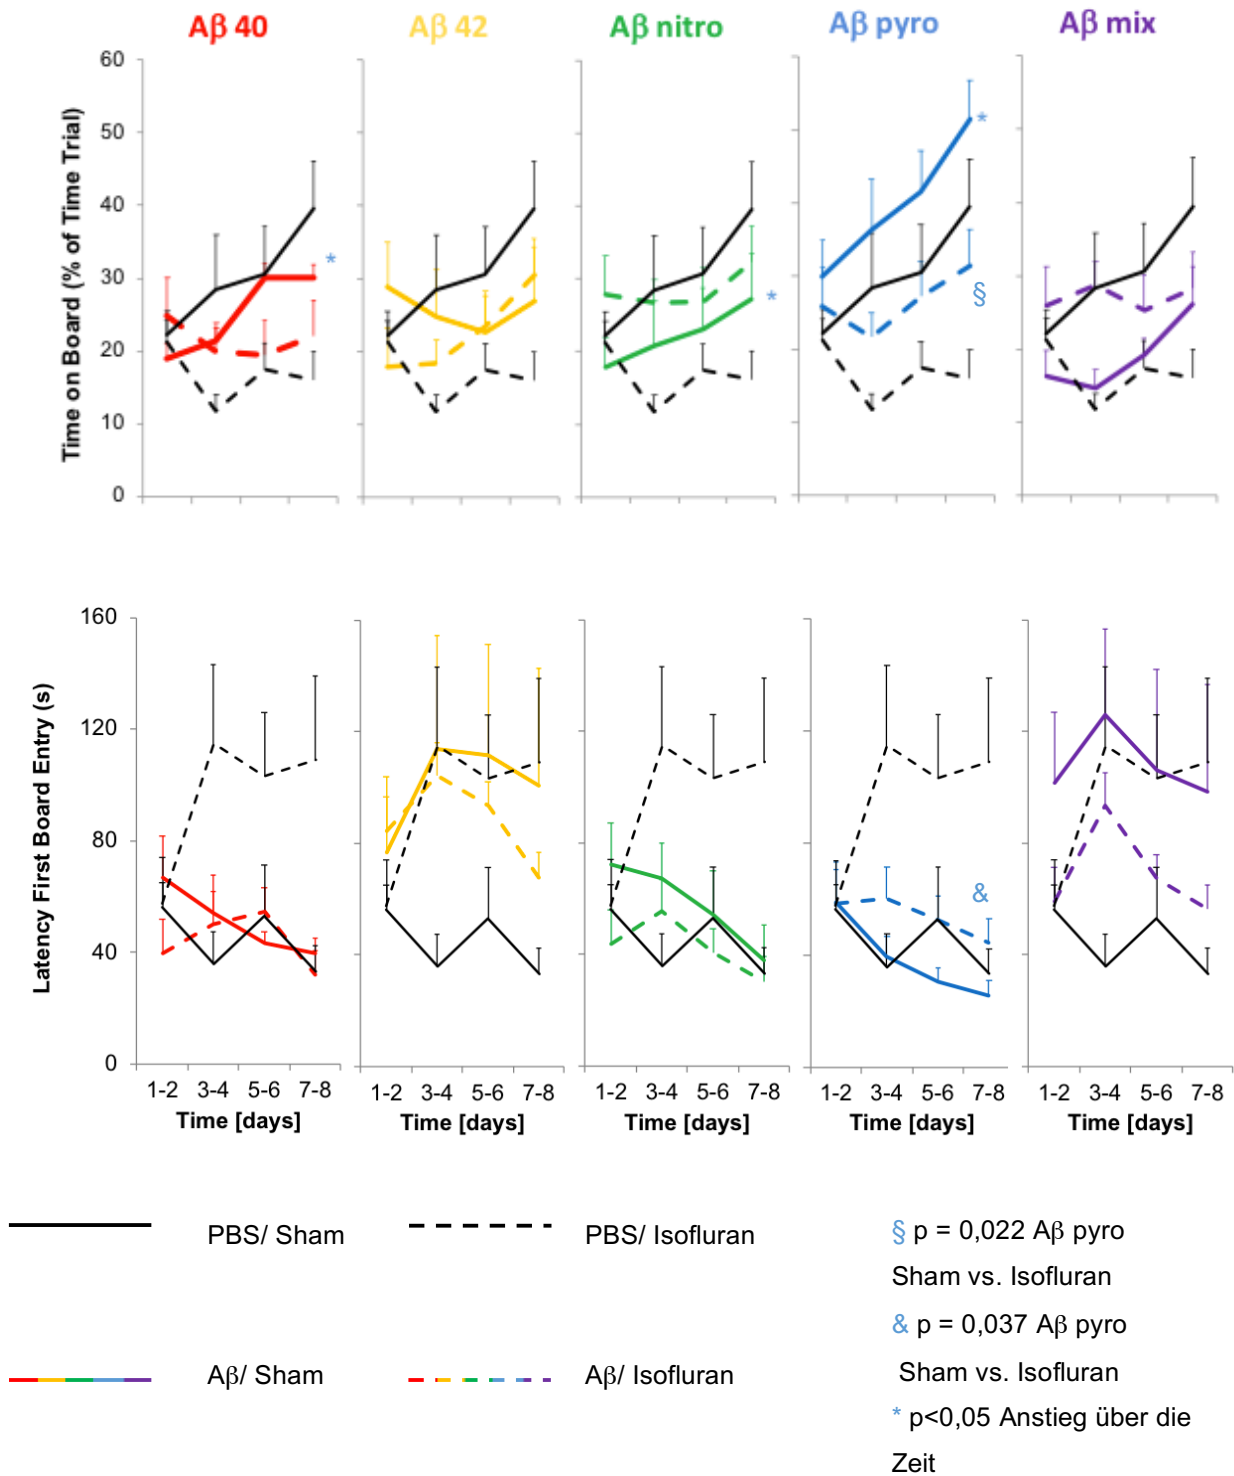 Aβ 40 Aβ 42 Aβ nitro Aβ pyro Aβ mix
Time on Board (% of Time Trial)
60
50
40
30
20
10
0
*
*
*
§
Latency First Board Entry (s)
160
120
80
40
0
&
1-2 3-4 5-6 7-8 1-2 3-4 5-6 7-8 1-2 3-4 5-6 7-8 1-2 3-4 5-6 7-8 1-2 3-4 5-6 7-8
Time [days] Time [days] Time [days] Time [days] Time [days]
PBS/ Sham
PBS/ Isofluran
Aβ/ Sham
Aβ/ Isofluran
§ p = 0,022 Aβ pyro
Sham vs. Isofluran
& p = 0,037 Aβ pyro
Sham vs. Isofluran
* p<0,05 Anstieg über die
Zeit